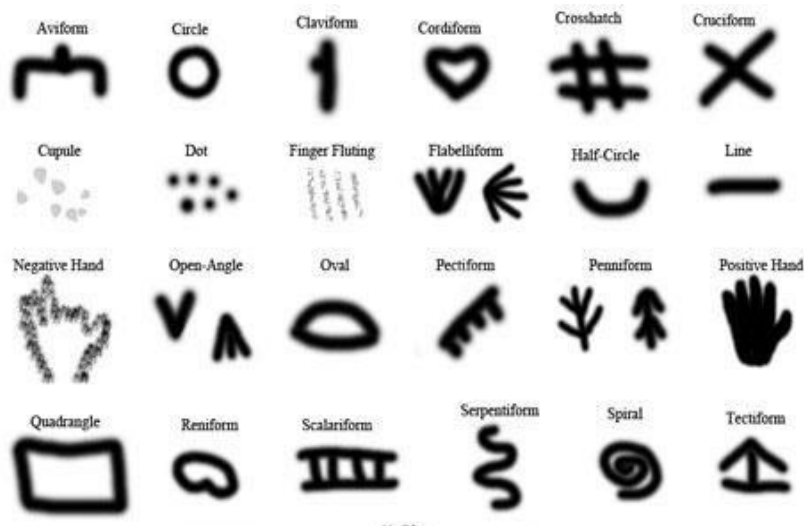 Aviform
Circle
Claviform
Cordiform
Crosshatch
Cruciform
Cupule
Dot
Finger Fluting
Flabelliform
Half-Circle
Line
Negative Hand
Open-Angle
Oval
Pectiform
Penniform
Positive Hand
Quadrangle
Reniform
Scalariform
Serpentiform
Spiral
Tectiform